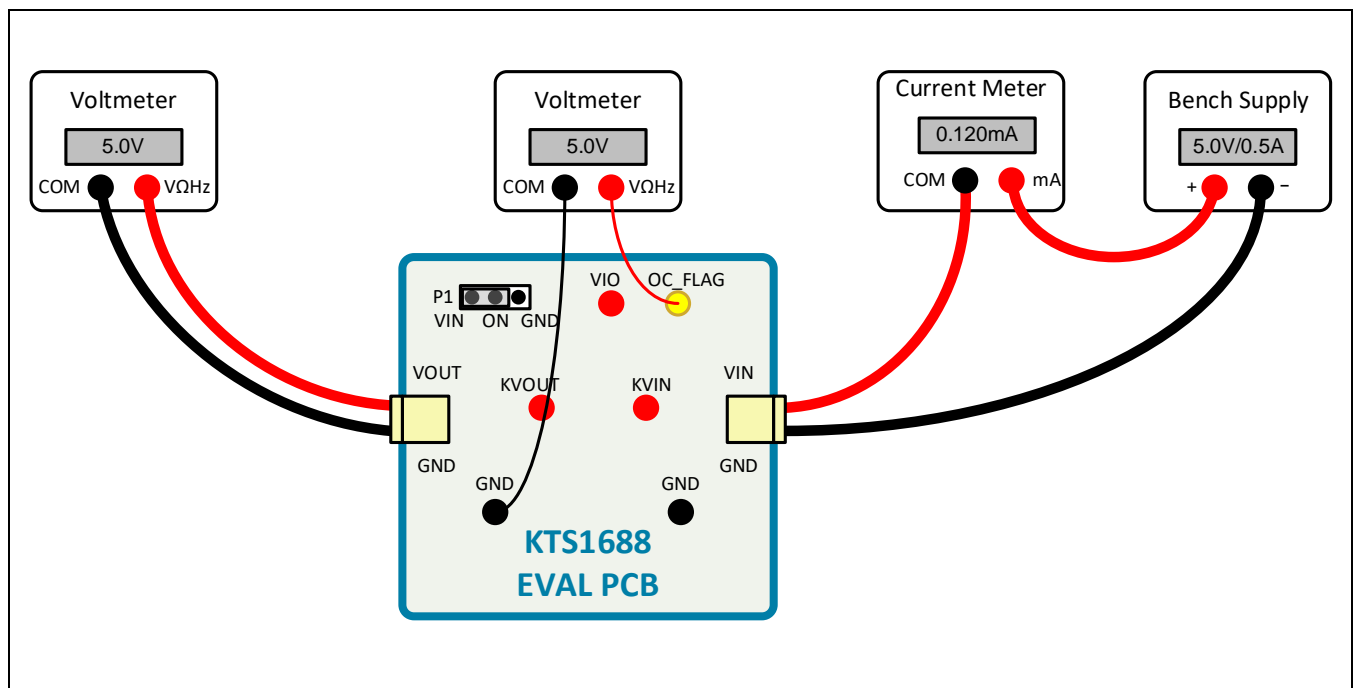 Voltmeter
5.0V
COM VΩHz
Voltmeter
5.0V
COM VΩHz
Current Meter
0.120mA
COM mA
Bench Supply
5.0V/0.5A
+ −
P1
VIN ON GND
VIO OC_FLAG
VOUT
KVOUT KVIN
VIN
GND
GND
GND
GND
KTS1688
EVAL PCB